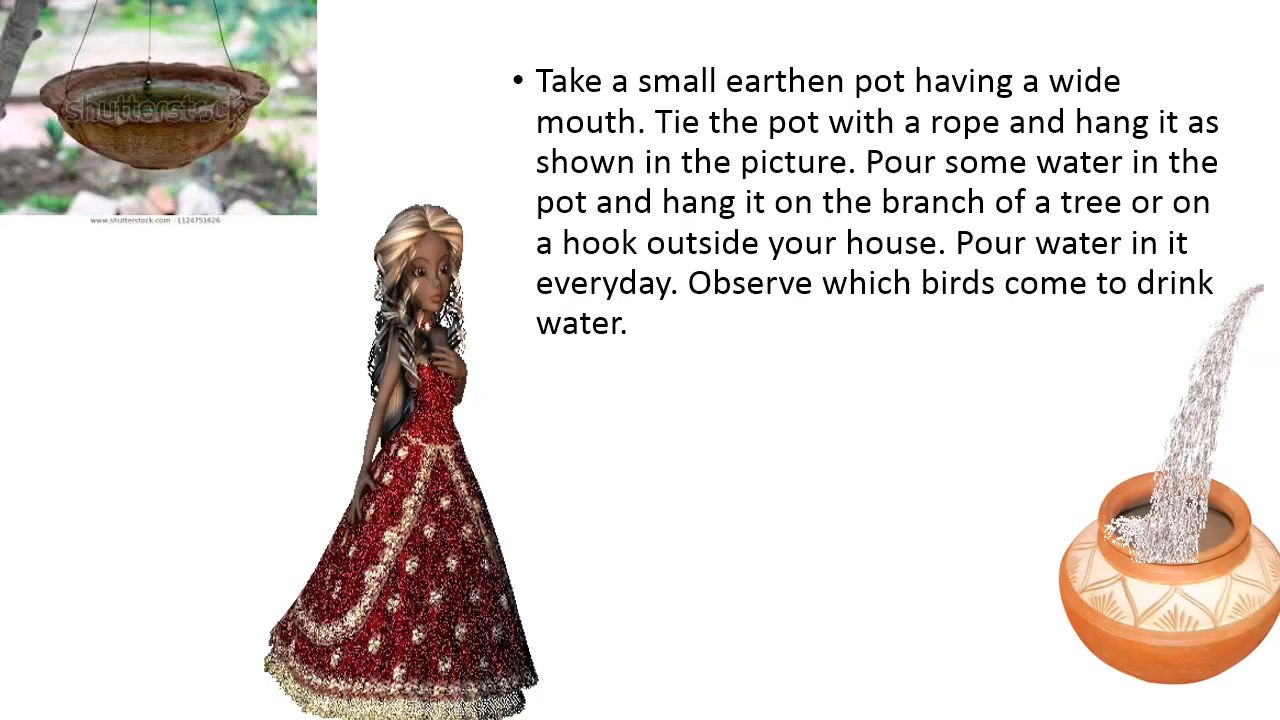 shutterstock
www.shutterstock.com · 1124751626
• Take a small earthen pot having a wide
mouth. Tie the pot with a rope and hang it as
shown in the picture. Pour some water in the
pot and hang it on the branch of a tree or on
a hook outside your house. Pour water in it
everyday. Observe which birds come to drink
water.